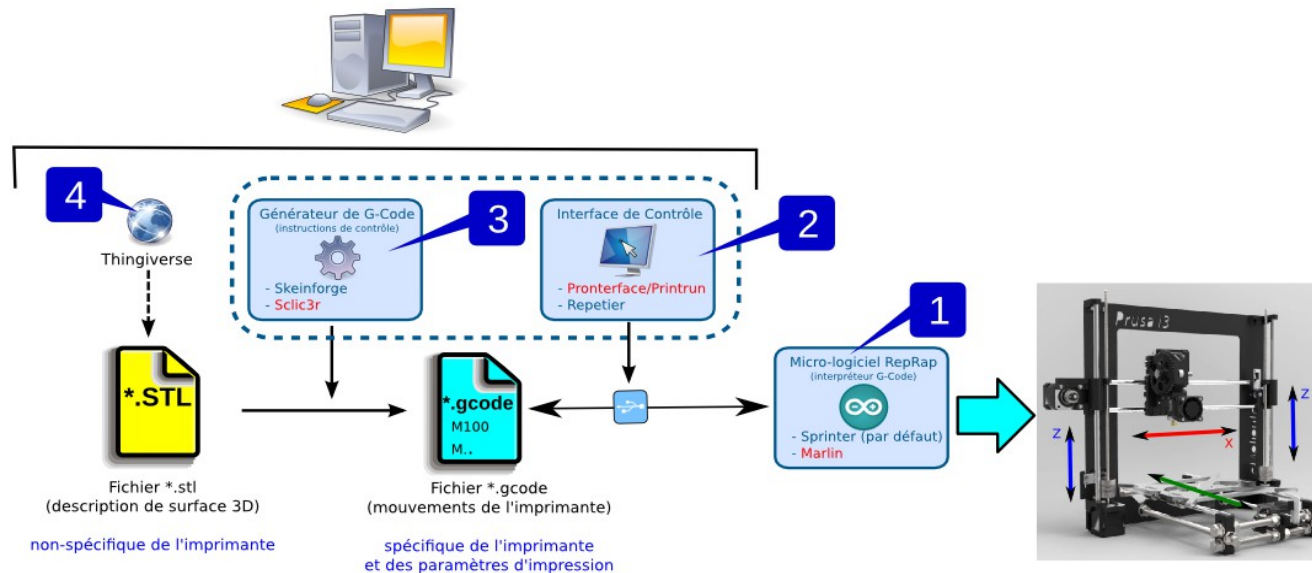 4
Thingiverse
Générateur de G-Code
(instructions de contrôle)
- Skeinforge
- Sclic3r
3
Interface de Contrôle
- Pronterface/Printrun
- Repetier
2
1
Micro-logiciel RepRap
(interpréteur G-Code)
- Sprinter (par défaut)
- Marlin
*.STL
Fichier *.stl
(description de surface 3D)
non-spécifique de l'imprimante
*.gcode
M100
M..
Fichier *.gcode
(mouvements de l'imprimante)
spécifique de l'imprimante
et des paramètres d'impression
Prusa i3
Z
X
Z